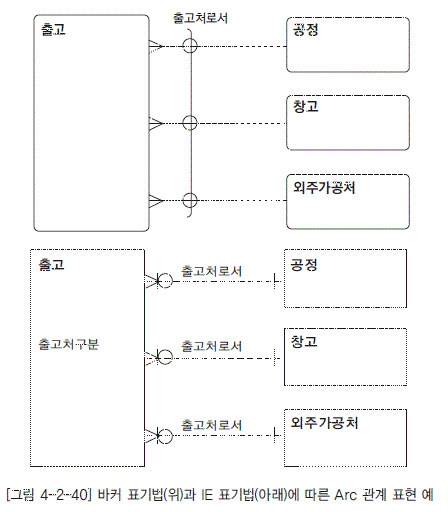 출고
출고처로서
공정
창고
외주가공처
출고
출고처로서
공정
출고처구분
출고처로서
창고
출고처로서
외주가공처
[그림 4-2-40] 바커 표기법(위)과 IE 표기법(아래)에 따른 Arc 관계 표현 예